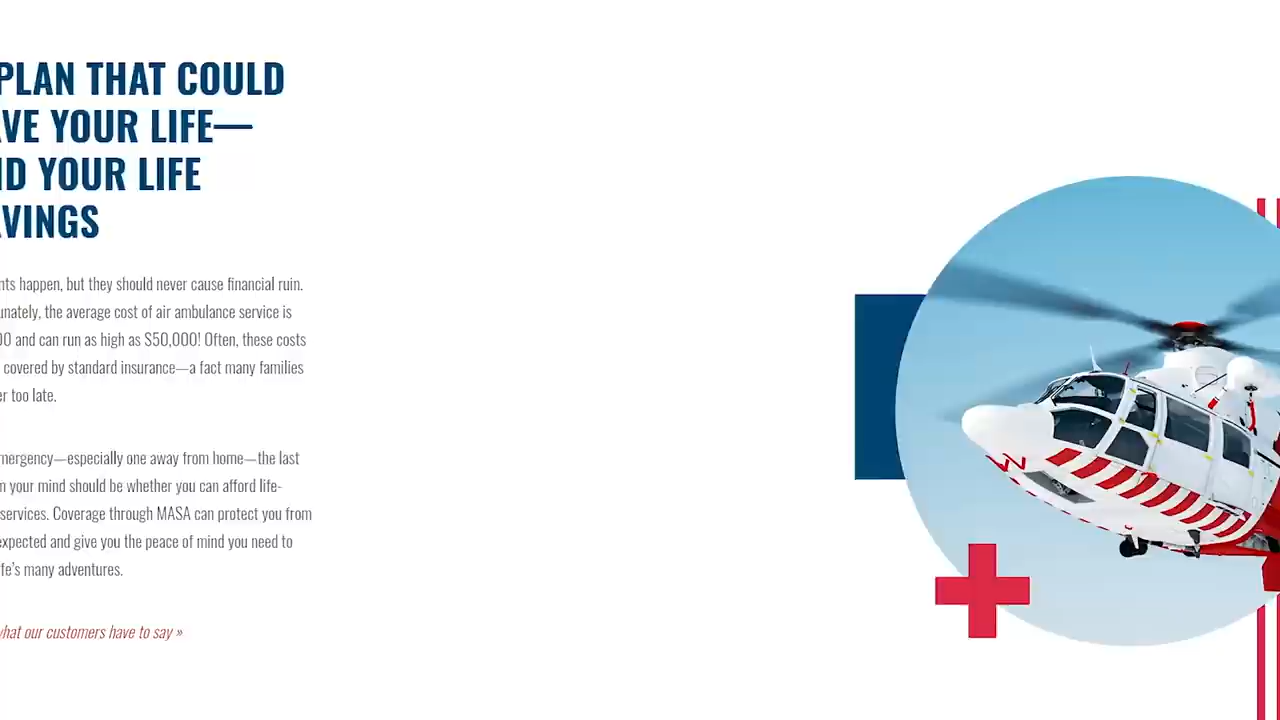 PLAN THAT COULD
AVE YOUR LIFE—
ND YOUR LIFE
AVINGS
nts happen, but they should never cause financial ruin.
unately, the average cost of air ambulance service is
00 and can run as high as $50,000! Often, these costs
covered by standard insurance—a fact many families
er too late.
mergency—especially one away from home—the last
n your mind should be whether you can afford life-
services. Coverage through MASA can protect you from
expected and give you the peace of mind you need to
ife's many adventures.
what our customers have to say »